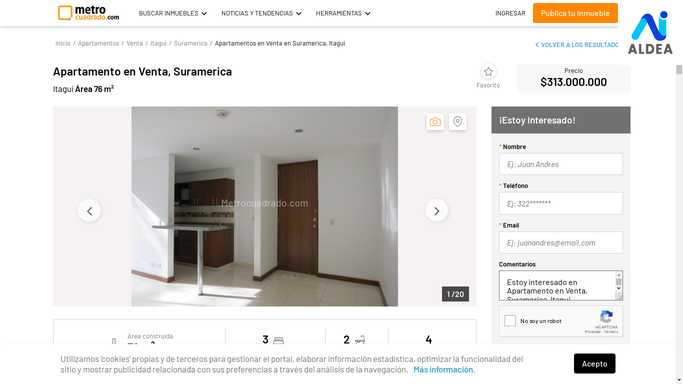 metro
cuadrado.com
BUSCAR INMUEBLES
NOTICIAS Y TENDENCIAS
HERRAMIENTAS
INGRESAR
Publica tu Inmueble
ALDEA
Inicio / Apartamentos / Venta / Itagui / Suramerica / Apartamentos en Venta en Suramerica, Itagui
VOLVER A LOS RESULTADO
Apartamento en Venta, Suramerica
Itagui Área 76 m²
Favorito
Precio
$313.000.000
Metrocuadrado.com
1 / 20
¡Estoy Interesado!
* Nombre
Ej: Juan Andres
* Teléfono
Ej: 322*******
* Email
Ej: juanandres@email.com
Comentarios
Estoy interesado en
Apartamento en Venta,
Suramerica, Itagui
No soy un robot
reCAPTCHA
Privacidad - Términos
Área construida
3
2
4
Utilizamos 'cookies' propias y de terceros para gestionar el portal, elaborar información estadística, optimizar la funcionalidad del
sitio y mostrar publicidad relacionada con sus preferencias a través del análisis de la navegación. Más información.
Acepto